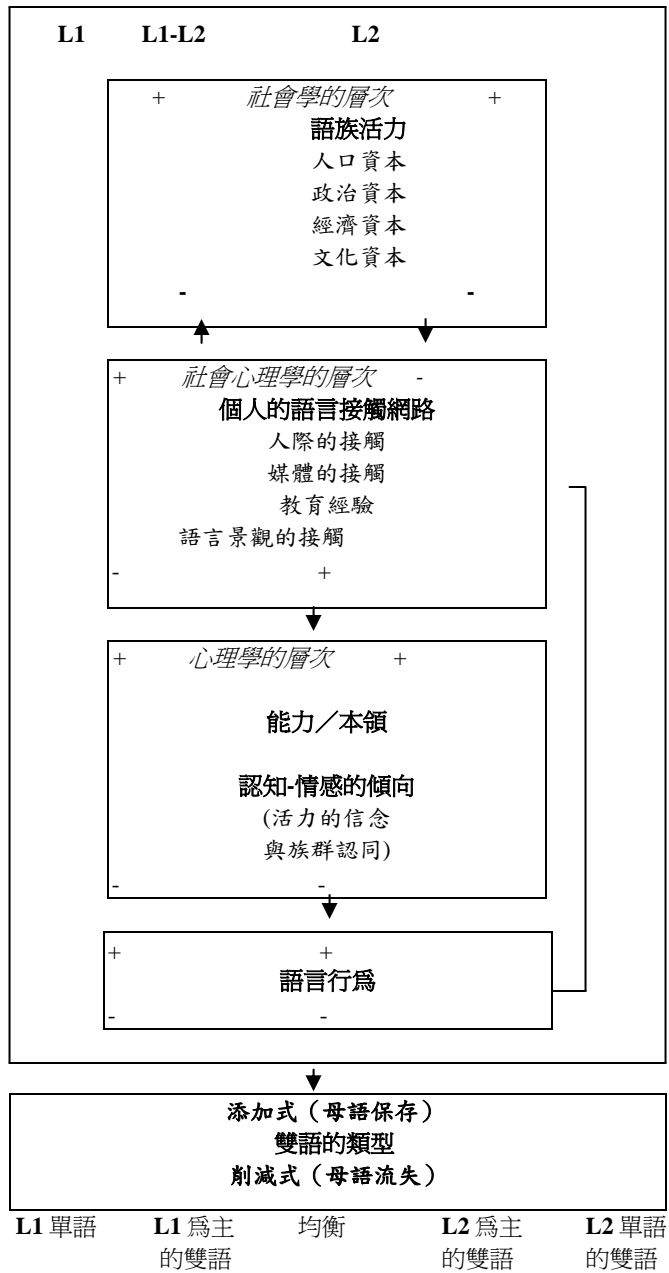 L1 L1-L2 L2
+ 社會學的層次 +
語族活力
人口資本
政治資本
經濟資本
文化資本
- -
+ 社會心理學的層次 -
個人的語言接觸網路
人際的接觸
媒體的接觸
教育經驗
語言景觀的接觸
- +
+ 心理學的層次 +
能力／本領
認知-情感的傾向
(活力的信念
與族群認同)
- -
+ +
語言行為
- -
添加式（母語保存）
雙語的類型
削減式（母語流失）
L1 單語 L1 為主 均衡 L2 為主 L2 單語
的雙語 的雙語 的雙語